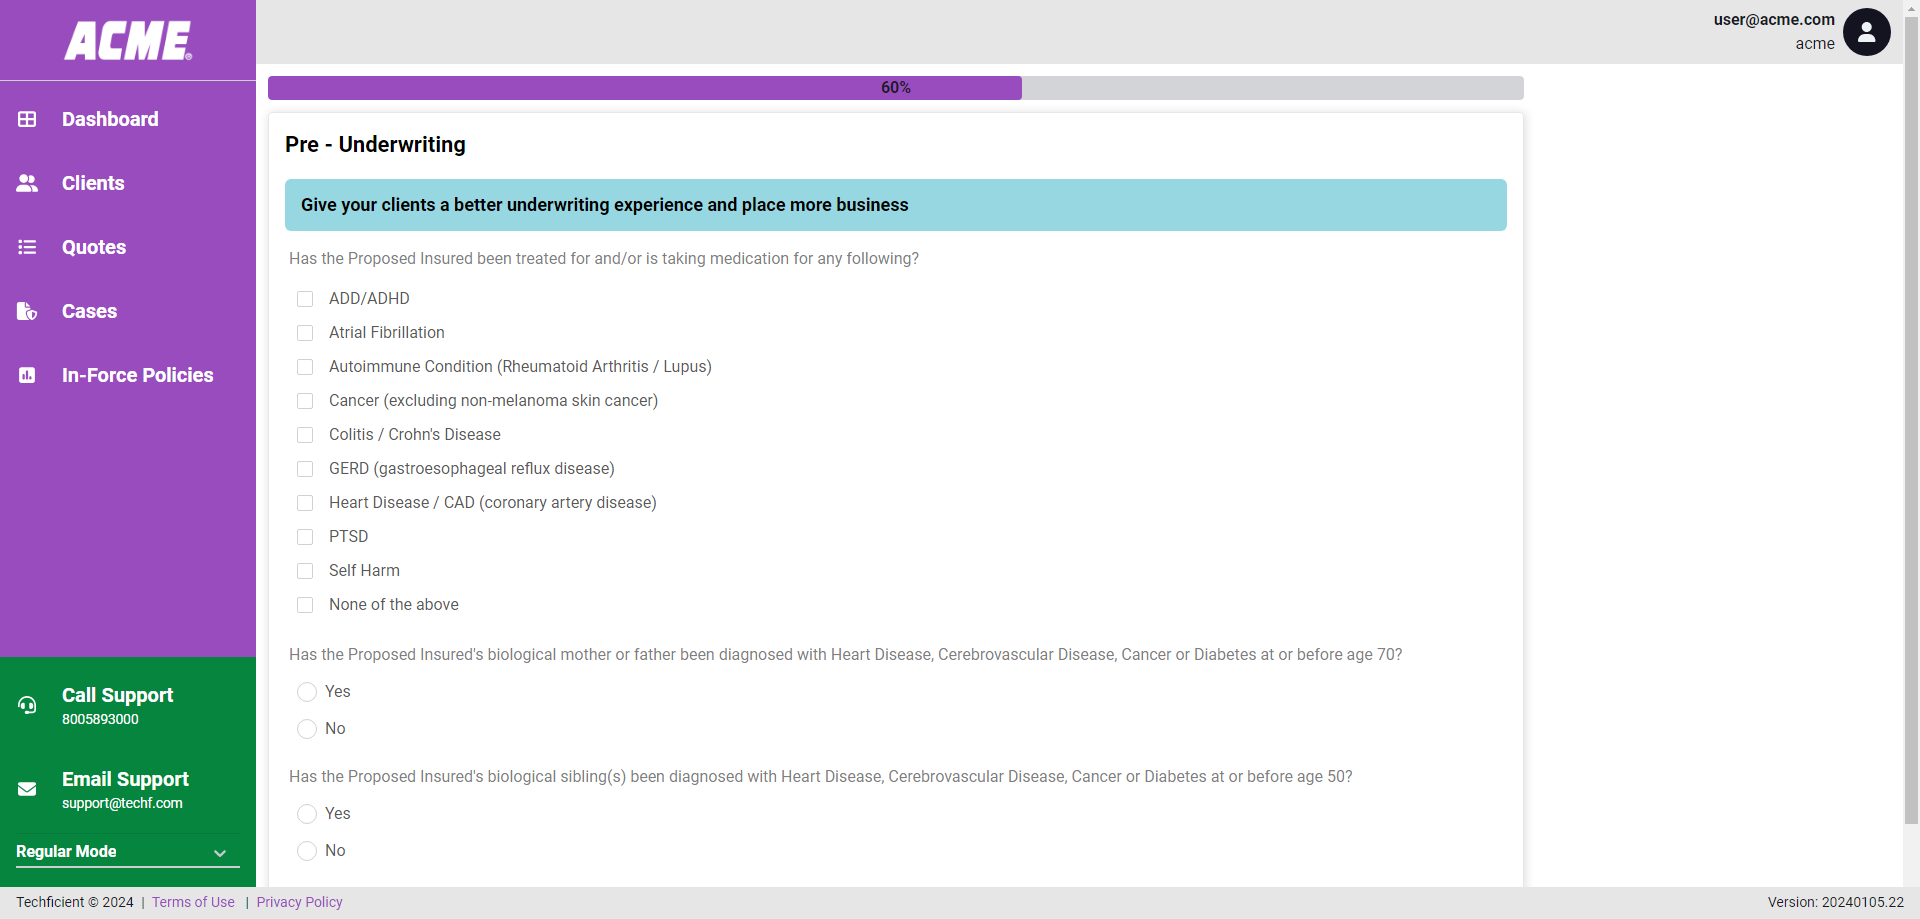 ACME®
Dashboard
Clients
Quotes
Cases
In-Force Policies
Call Support
8005893000
Email Support
support@techf.com
Regular Mode
user@acme.com
acme
60%
Pre - Underwriting
Give your clients a better underwriting experience and place more business
Has the Proposed Insured been treated for and/or is taking medication for any following?
ADD/ADHD
Atrial Fibrillation
Autoimmune Condition (Rheumatoid Arthritis / Lupus)
Cancer (excluding non-melanoma skin cancer)
Colitis / Crohn's Disease
GERD (gastroesophageal reflux disease)
Heart Disease / CAD (coronary artery disease)
PTSD
Self Harm
None of the above
Has the Proposed Insured's biological mother or father been diagnosed with Heart Disease, Cerebrovascular Disease, Cancer or Diabetes at or before age 70?
Yes
No
Has the Proposed Insured's biological sibling(s) been diagnosed with Heart Disease, Cerebrovascular Disease, Cancer or Diabetes at or before age 50?
Yes
No
Techficient © 2024 | Terms of Use | Privacy Policy
Version: 20240105.22